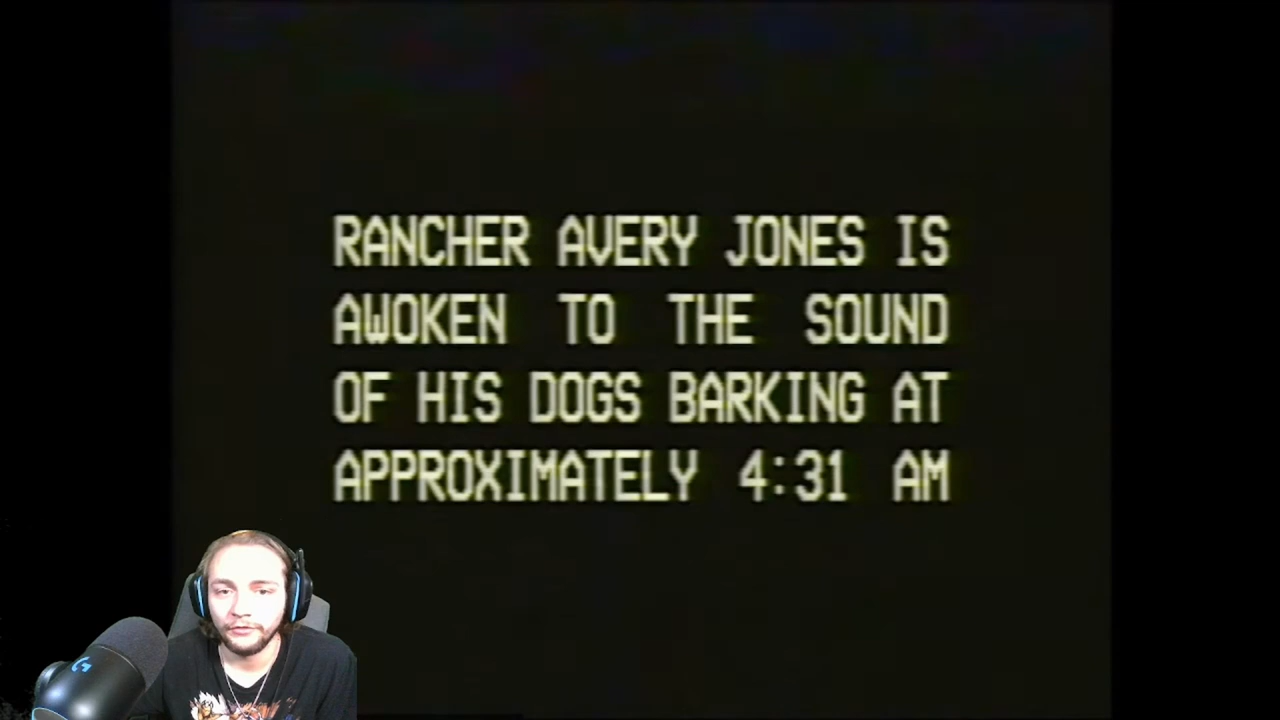 RANCHER AVERY JONES IS
AWOKEN TO THE SOUND
OF HIS DOGS BARKING AT
APPROXIMATELY 4:31 AM